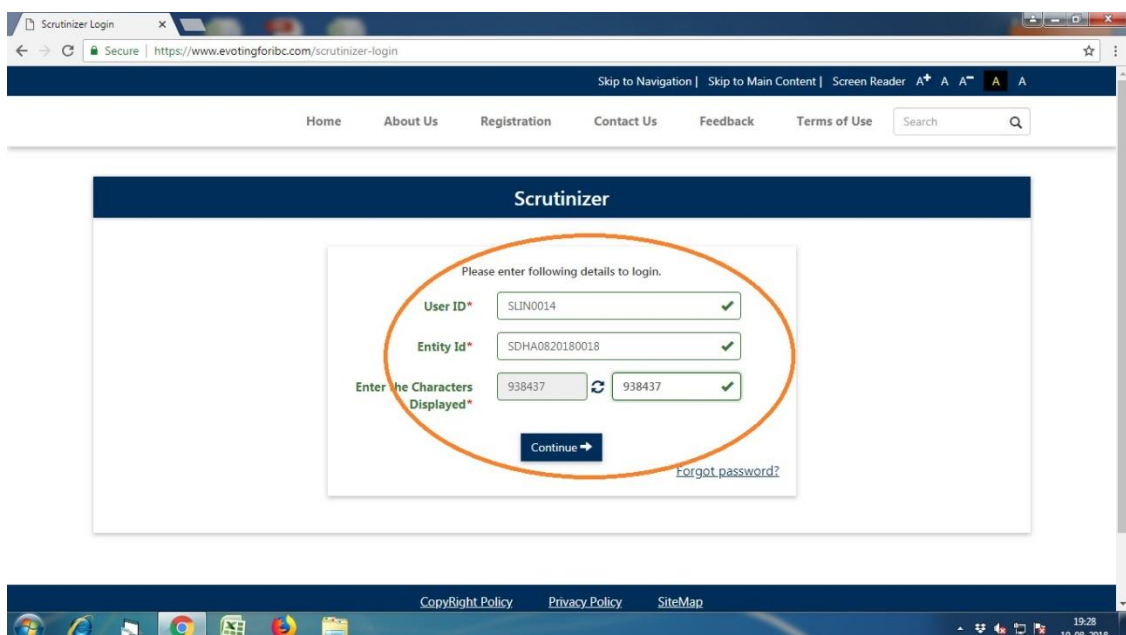 Scrutinizer Login
Secure | https://www.evotingforibc.com/scrutinizer-login
Skip to Navigation | Skip to Main Content | Screen Reader A+ A A- A A
Home About Us Registration Contact Us Feedback Terms of Use Search
Scrutinizer
Please enter following details to login.
User ID* SLIN0014
Entity Id* SDHA0820180018
Enter the Characters 938437 938437
Displayed*
Continue
Forgot password?
CopyRight Policy Privacy Policy SiteMap
19:28